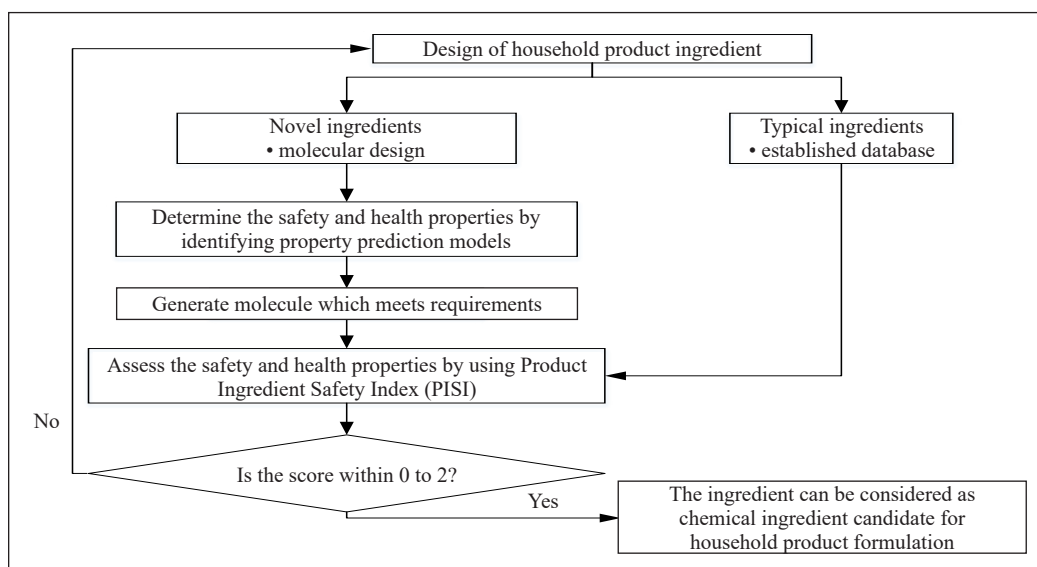 Design of household product ingredient
Novel ingredients
• molecular design
Typical ingredients
• established database
Determine the safety and health properties by
identifying property prediction models
Generate molecule which meets requirements
Assess the safety and health properties by using Product
Ingredient Safety Index (PISI)
No
Is the score within 0 to 2?
Yes
The ingredient can be considered as
chemical ingredient candidate for
household product formulation